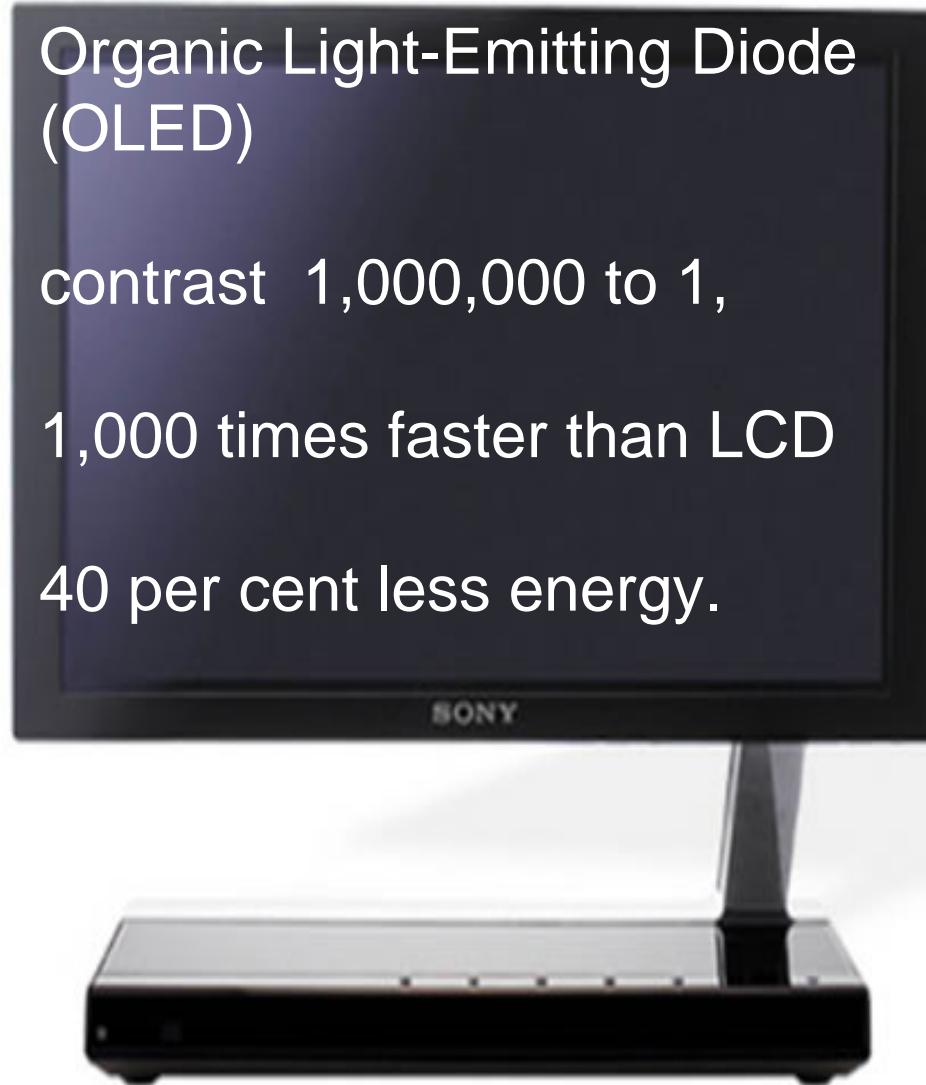 Organic Light-Emitting Diode
(OLED)
contrast  1,000,000 to 1,
1,000 times faster than LCD
40 per cent less energy.
SONY